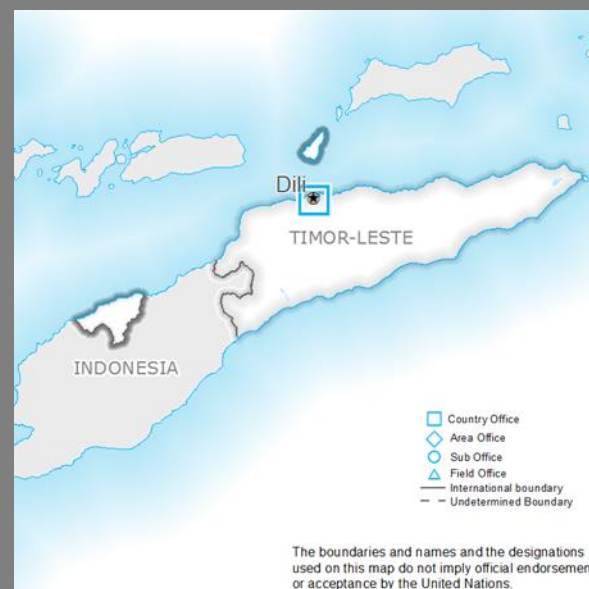 Dili
TIMOR-LESTE
INDONESIA
Country Office
Area Office
Sub Office
Field Office
International boundary
Undetermined Boundary
The boundaries and names and the designations
used on this map do not imply official endorsemen
or acceptance by the United Nations.